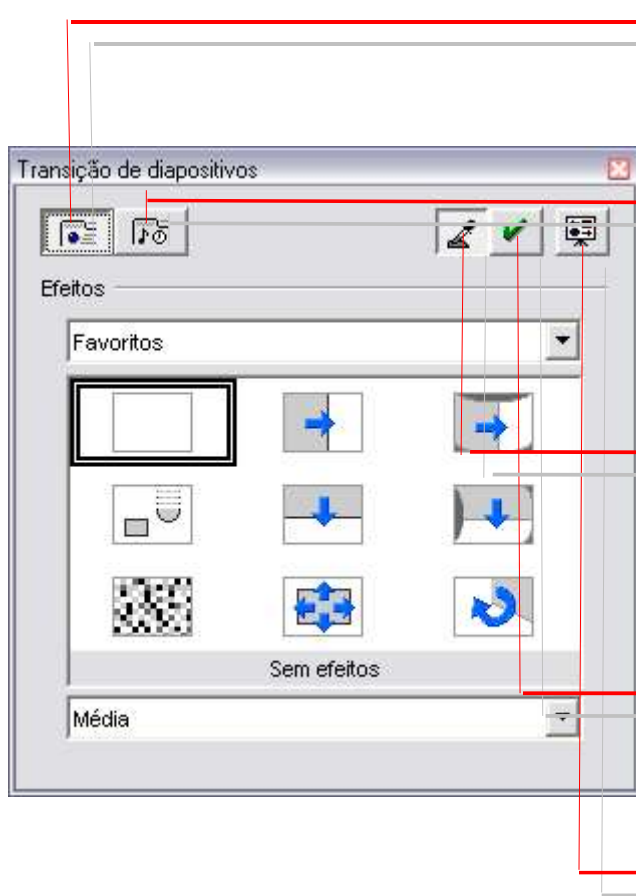 Transição de diapositivos
Efeitos
Favoritos
Sem efeitos
Média